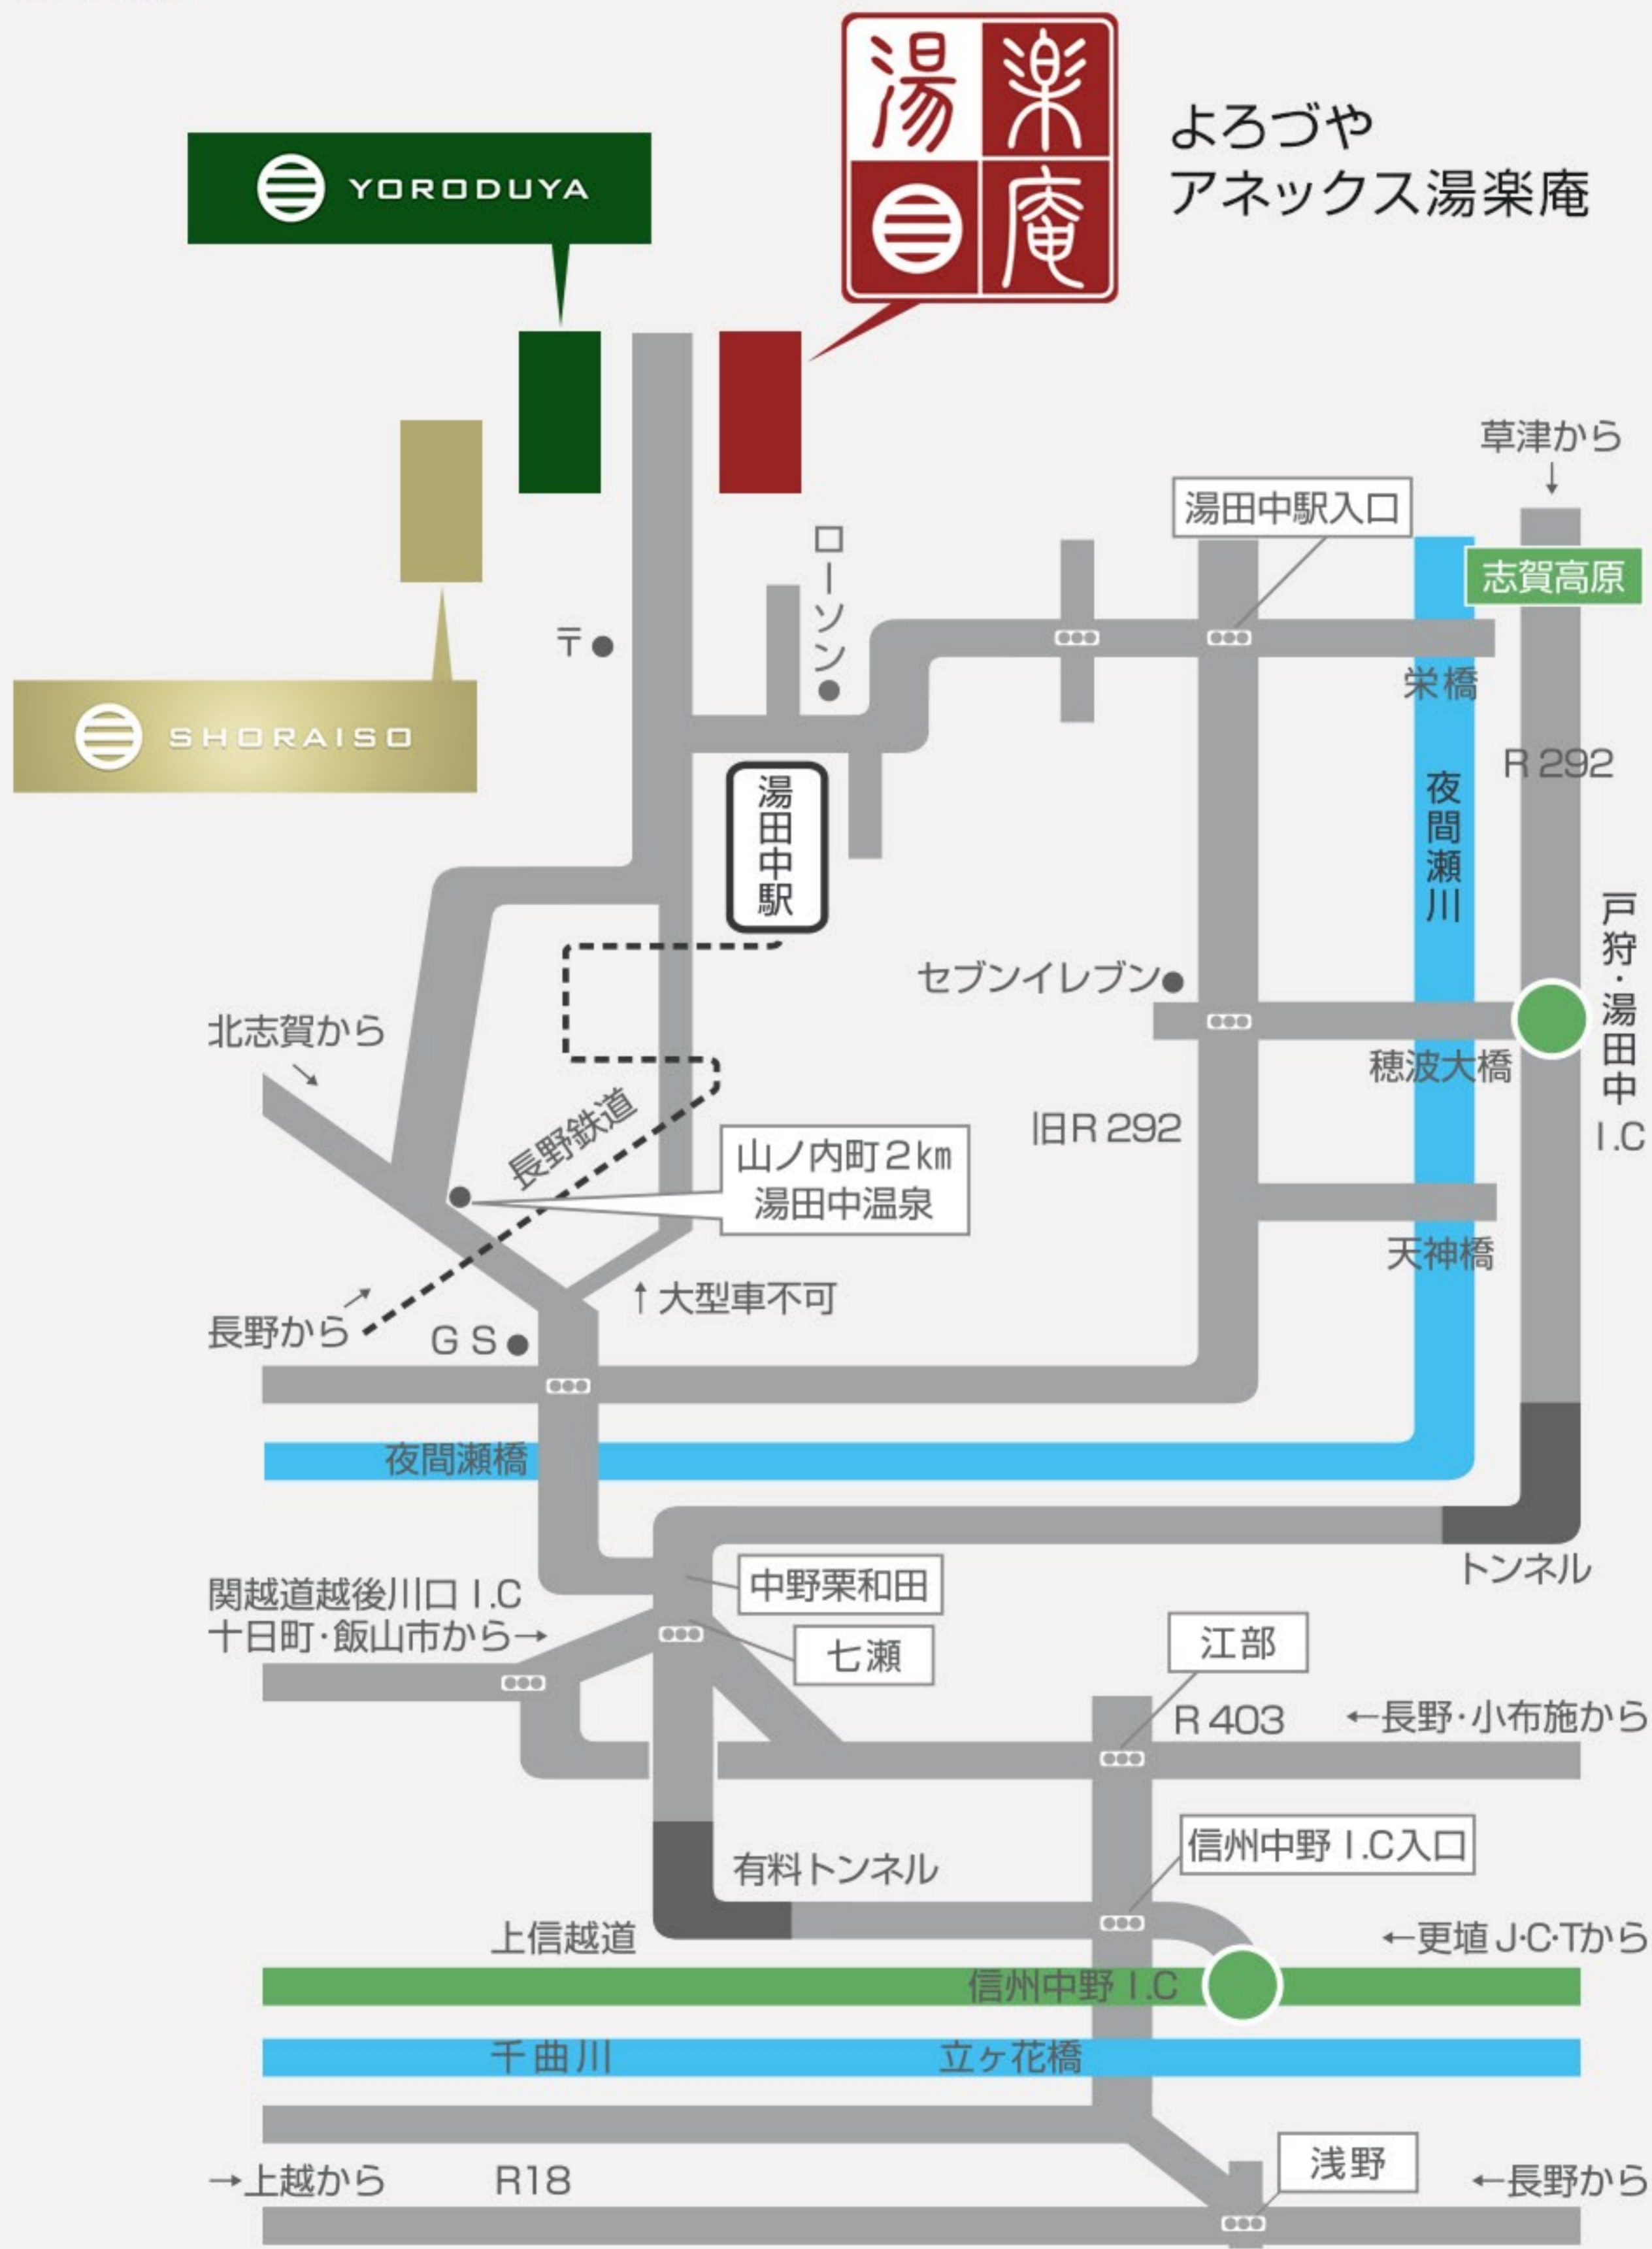 湯楽庵
よろづや
アネックス湯楽庵
YORODUYA
草津から
↓
湯田中駅入口
志賀高原
ローソン
〒
栄橋
SHORAISO
R 292
湯田中駅
夜間瀬川
戸狩・湯田中I.C
セブンイレブン
北志賀から
穂波大橋
長野鉄道
旧R 292
山ノ内町2km
湯田中温泉
天神橋
↑大型車不可
長野から
GS
夜間瀬橋
トンネル
中野栗和田
関越道越後川口 I.C
十日町・飯山市から→
七瀬
江部
R 403
←長野・小布施から
信州中野 I.C入口
有料トンネル
上信越道
←更埴 J・C・Tから
信州中野 I.C
千曲川
立ヶ花橋
浅野
→上越から
R18
←長野から